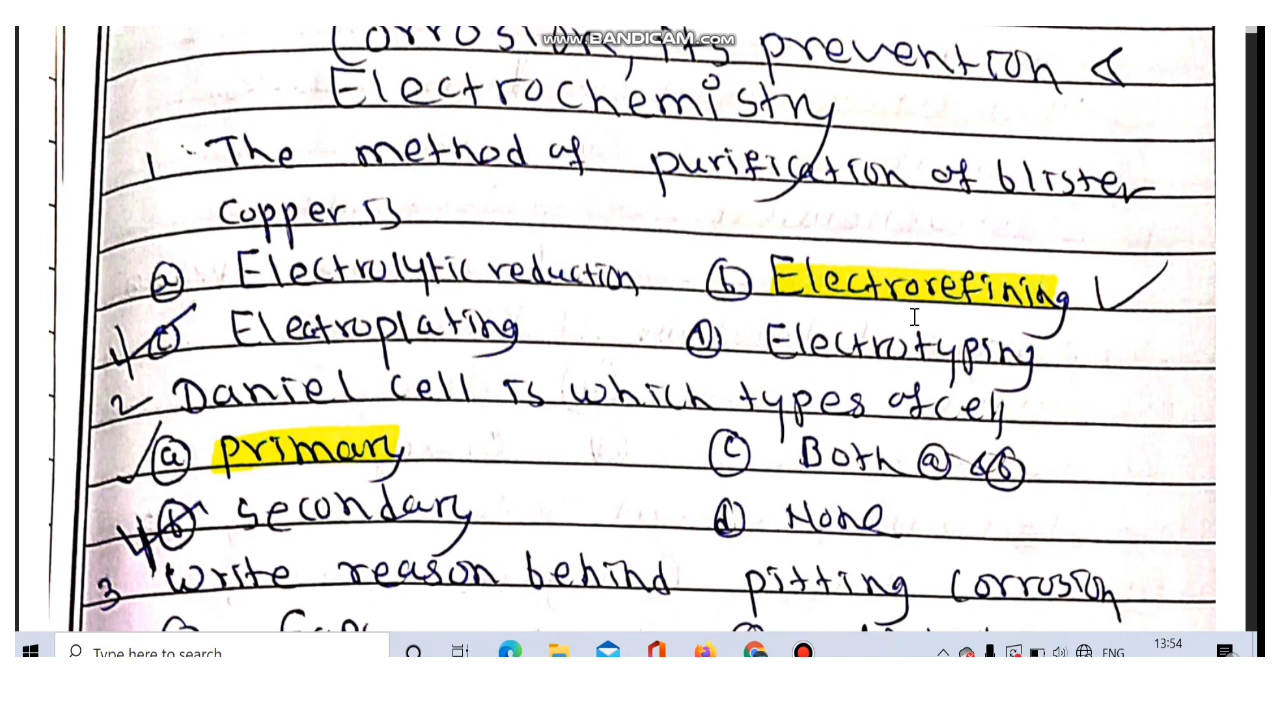 www.BANDICAM.com
Corrosion, its prevention &
Electrochemistry
1. The method of purification of blister
copper is
(a) Electrolytic reduction (b) Electrorefining ✓
(c) Electroplating (d) Electrotyping
2 Daniel cell is which types of cell
(a) primary (c) Both (a) & (b)
(b) secondary (d) None
3 Write reason behind pitting corrosion
Type here to search 13:54 ENG